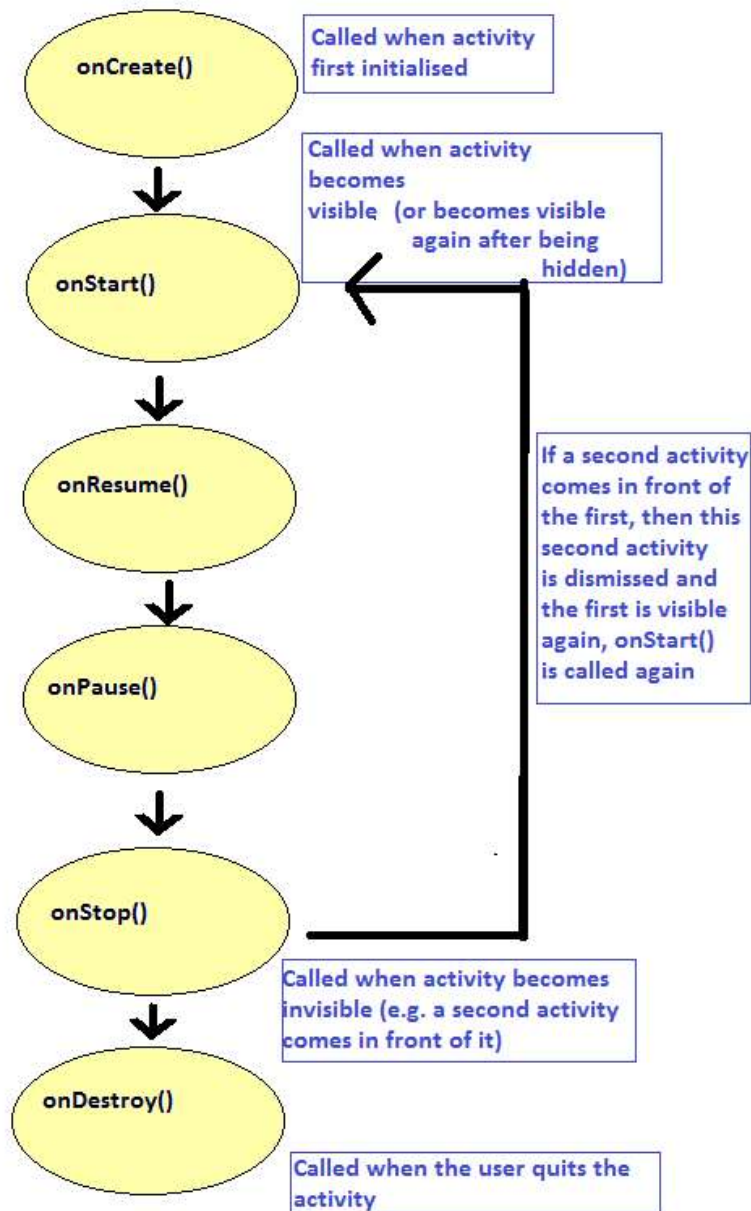 onCreate()
Called when activity
first initialised
Called when activity
becomes
visible (or becomes visible
again after being
hidden)
onStart()
onResume()
If a second activity
comes in front of
the first, then this
second activity
is dismissed and
the first is visible
again, onStart()
is called again
onPause()
onStop()
Called when activity becomes
invisible (e.g. a second activity
comes in front of it)
onDestroy()
Called when the user quits the
activity